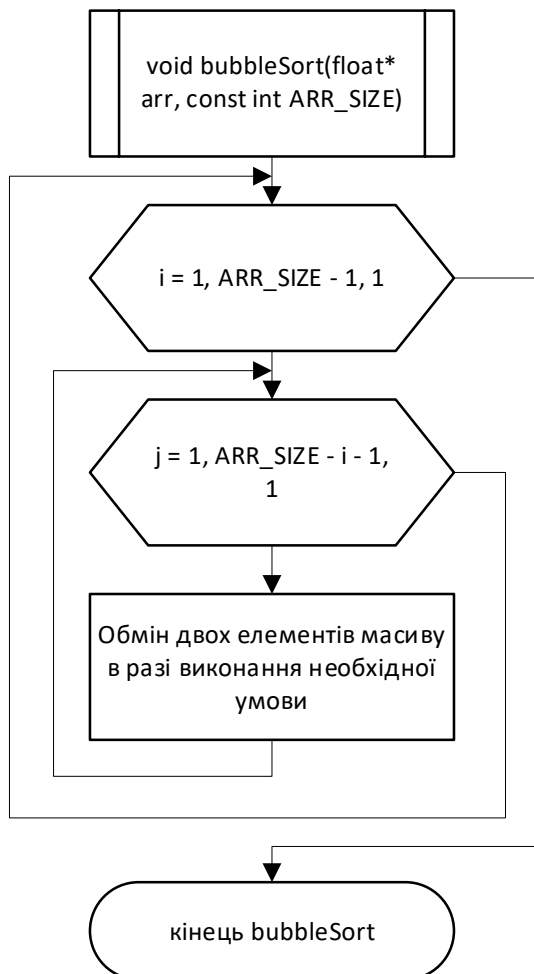 void bubbleSort(float*
arr, const int ARR_SIZE)
i = 1, ARR_SIZE - 1, 1
j = 1, ARR_SIZE - i - 1,
1
Обмін двох елементів масиву
в разі виконання необхідної
умови
кінець bubbleSort